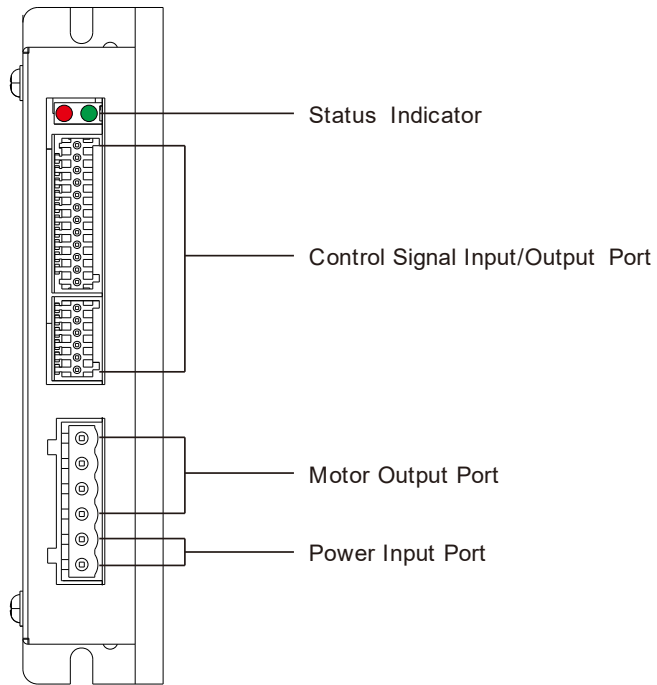 Status Indicator
Control Signal Input/Output Port
Motor Output Port
Power Input Port